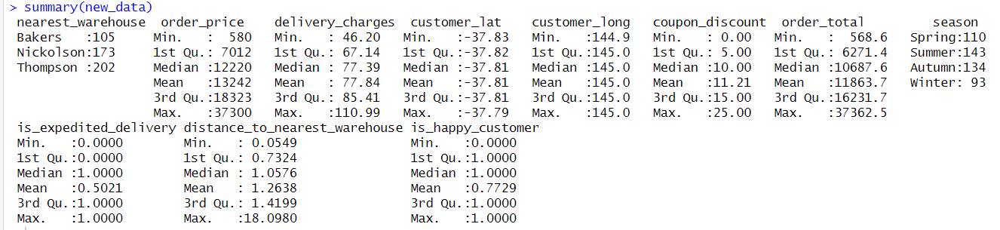 > summary(new_data)
nearest_warehouse order_price delivery_charges customer_lat customer_long coupon_discount order_total season
Bakers :105 Min. : 580 Min. : 46.20 Min. :-37.83 Min. :144.9 Min. : 0.00 Min. : 568.6 Spring:110
Nickolson:173 1st Qu.: 7012 1st Qu.: 67.14 1st Qu.:-37.82 1st Qu.:145.0 1st Qu.: 5.00 1st Qu.: 6271.4 Summer:143
Thompson :202 Median :12220 Median : 77.39 Median :-37.81 Median :145.0 Median :10.00 Median :10687.6 Autumn:134
Mean :13242 Mean : 77.84 Mean :-37.81 Mean :145.0 Mean :11.21 Mean :11863.7 Winter: 93
3rd Qu.:18323 3rd Qu.: 85.41 3rd Qu.:-37.81 3rd Qu.:145.0 3rd Qu.:15.00 3rd Qu.:16231.7
Max. :37300 Max. :110.99 Max. :-37.79 Max. :145.0 Max. :25.00 Max. :37362.5
is_expedited_delivery distance_to_nearest_warehouse is_happy_customer
Min. :0.0000 Min. : 0.0549 Min. :0.0000
1st Qu.:0.0000 1st Qu.: 0.7324 1st Qu.:1.0000
Median :1.0000 Median : 1.0576 Median :1.0000
Mean :0.5021 Mean : 1.2638 Mean :0.7729
3rd Qu.:1.0000 3rd Qu.: 1.4199 3rd Qu.:1.0000
Max. :1.0000 Max. :18.0980 Max. :1.0000